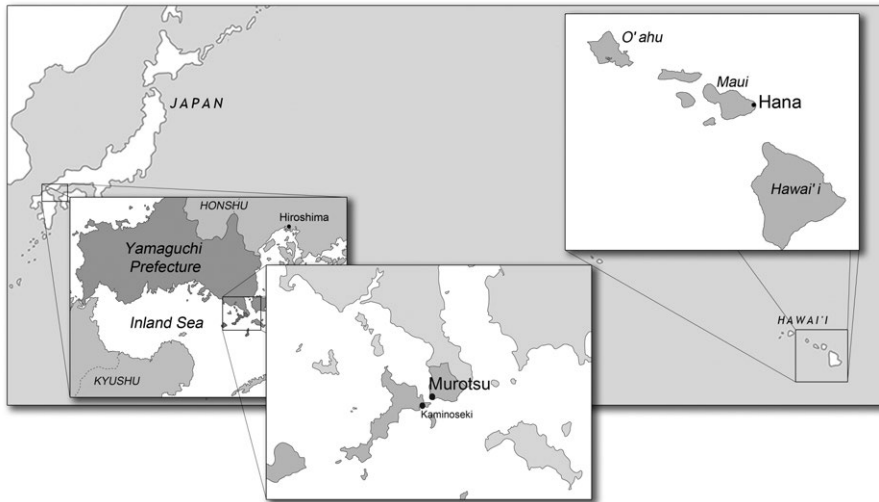 JAPAN
HONSHU
Hiroshima
Yamaguchi
Prefecture
Inland Sea
KYUSHU
Murotsu
Kaminoseki
O' ahu
Maui
Hana
Hawai' i
HAWAI'I